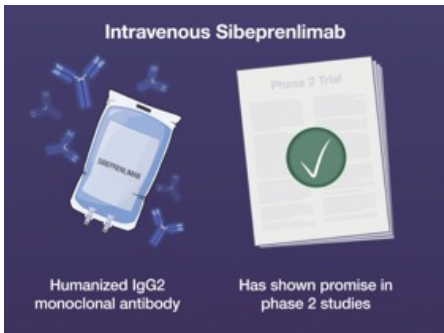 Intravenous Sibeprenlimab
Phase 2 Trial
SIBEPRENLIMAB
Humanized IgG2
monoclonal antibody
Has shown promise in
phase 2 studies